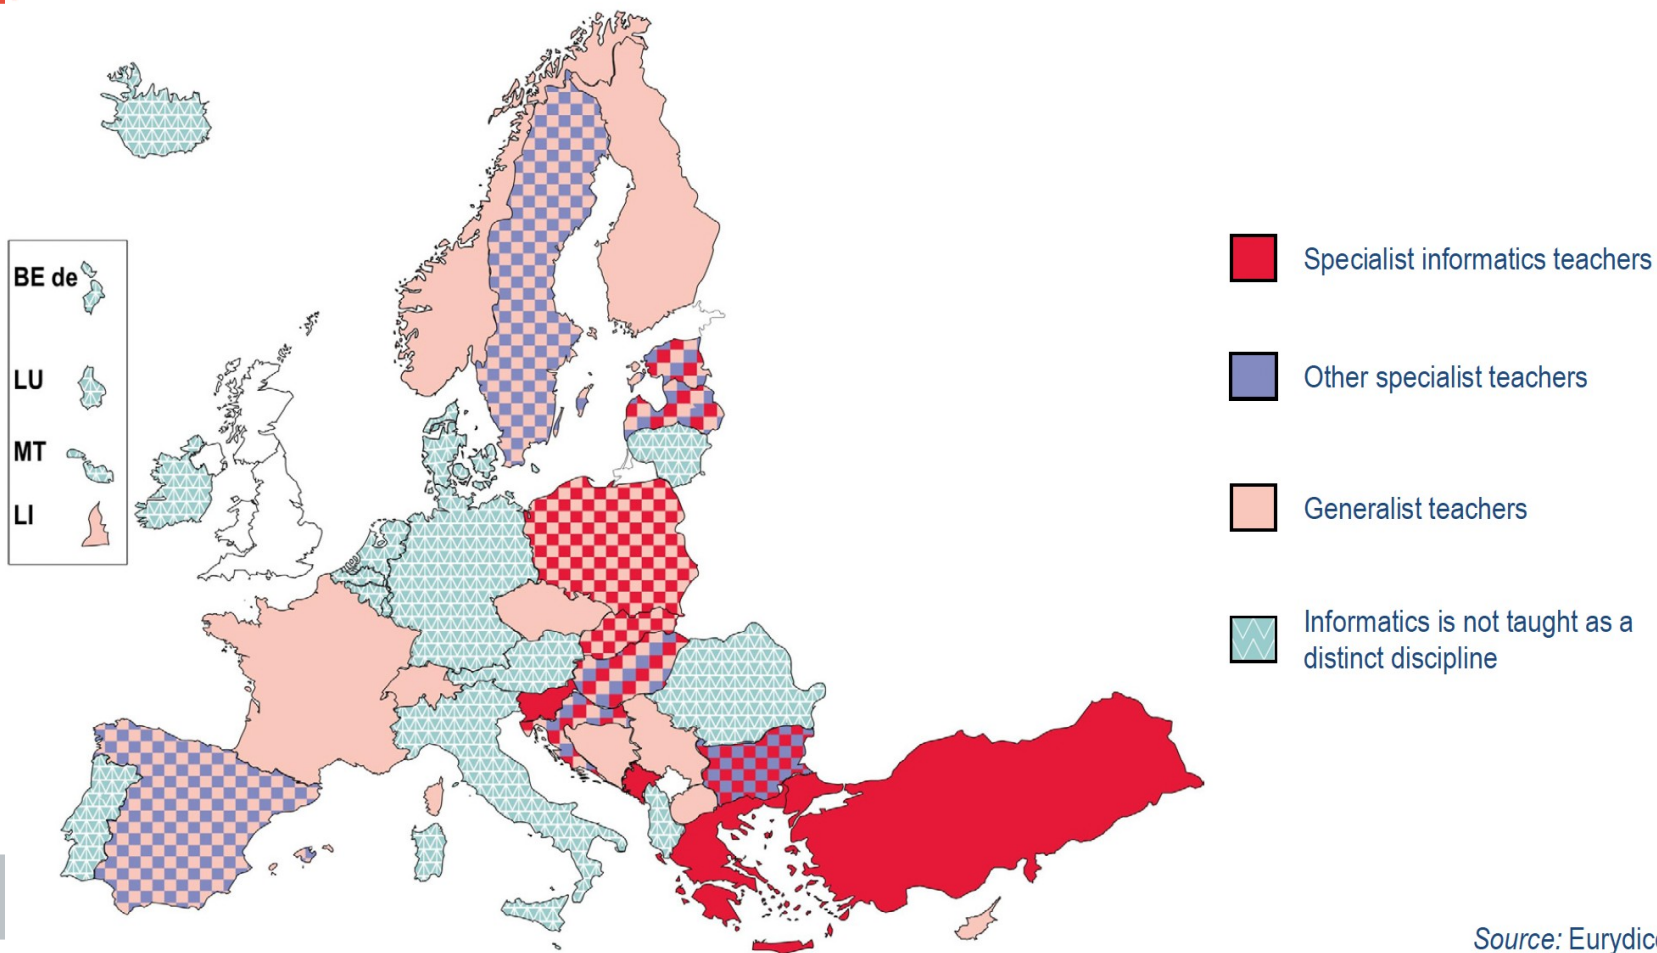 BE de
LU
MT
LI
Specialist informatics teachers
Other specialist teachers
Generalist teachers
Informatics is not taught as a
distinct discipline
Source: Eurydice